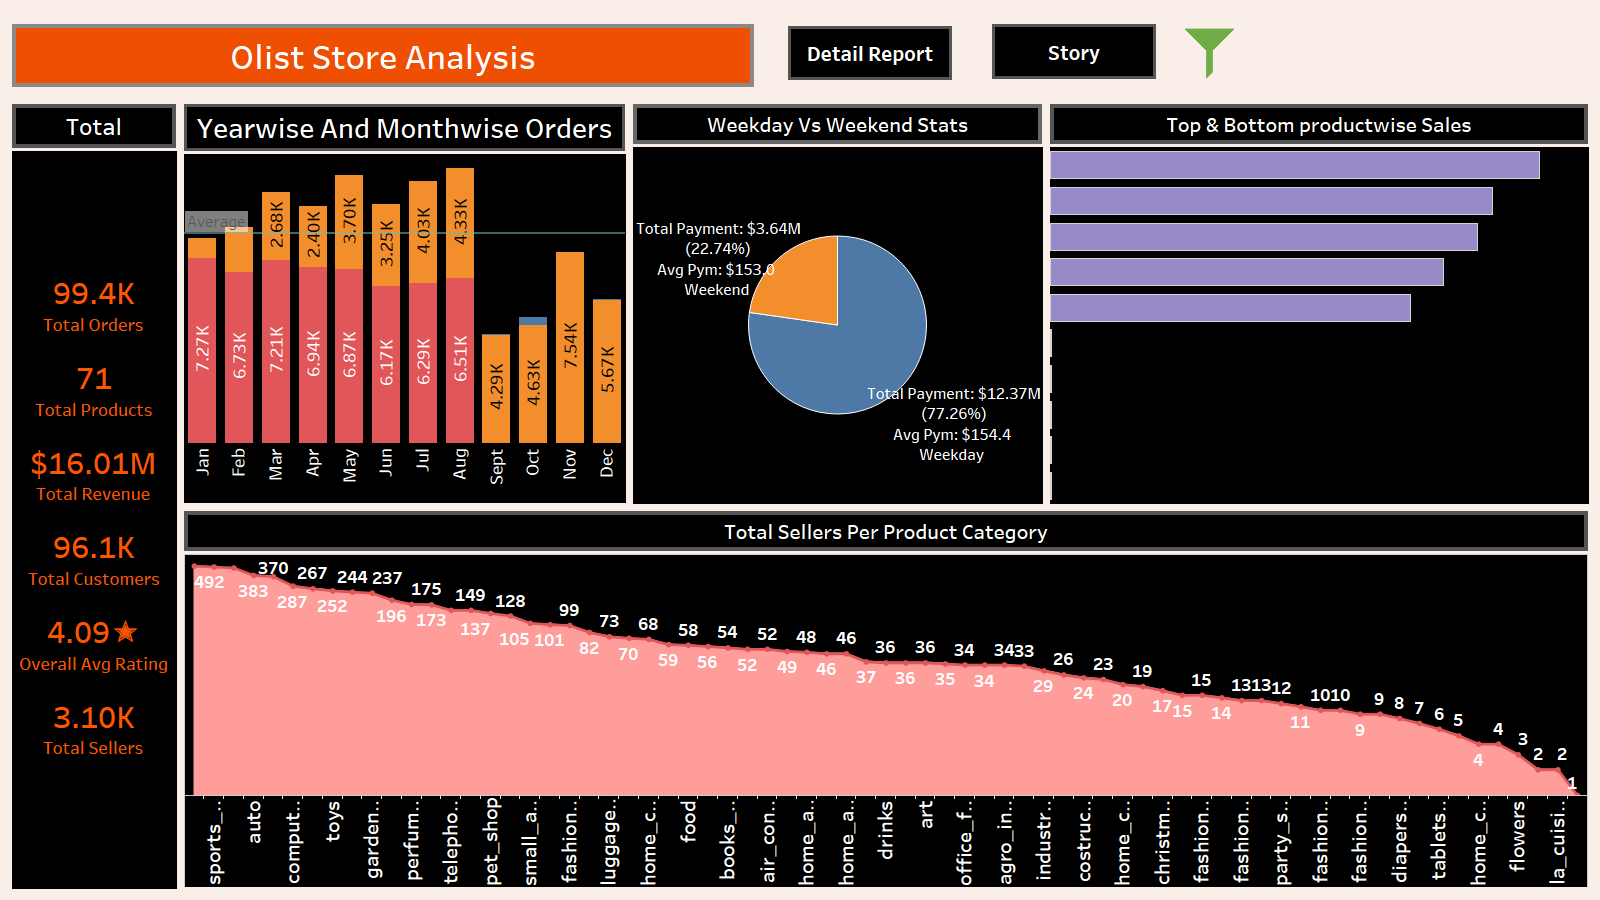 Olist Store Analysis
Detail Report
Story
Total
99.4K
Total Orders
71
Total Products
$16.01M
Total Revenue
96.1K
Total Customers
4.09
Overall Avg Rating
3.10K
Total Sellers
Yearwise And Monthwise Orders
Average
2.68K 2.40K 3.70K 3.25K 4.03K 4.33K
7.27K 6.73K 7.21K 6.94K 6.87K 6.17K 6.29K 6.51K 4.29K 4.63K 7.54K 5.67K
Jan Feb Mar Apr May Jun Jul Aug Sept Oct Nov Dec
Weekday Vs Weekend Stats
Total Payment: $3.64M
(22.74%)
Avg Pym: $153.0
Weekend
Total Payment: $12.37M
(77.26%)
Avg Pym: $154.4
Weekday
Top & Bottom productwise Sales
Total Sellers Per Product Category
492 383 370 287 267 252 244 237 196 175 173 149 137 128 105 101 99 82 73 70 68 59 58 56 54 52 52 49 48 46 46 37 36 36 36 35 34 34 34 33 29 26 24 23 20 19 17 15 15 14 13 13 12 11 10 10 9 9 8 7 6 5 4 4 3 2 2 1
sports_.. auto comput.. toys garden.. perfum.. telepho.. pet_shop small_a.. fashion.. luggage.. home_c.. food books_.. air_con.. home_a.. home_a.. drinks art office_f.. agro_in.. industr.. costruc.. home_c.. christm.. fashion.. fashion.. party_s.. fashion.. fashion.. diapers.. tablets.. home_c.. flowers la_cuisi..